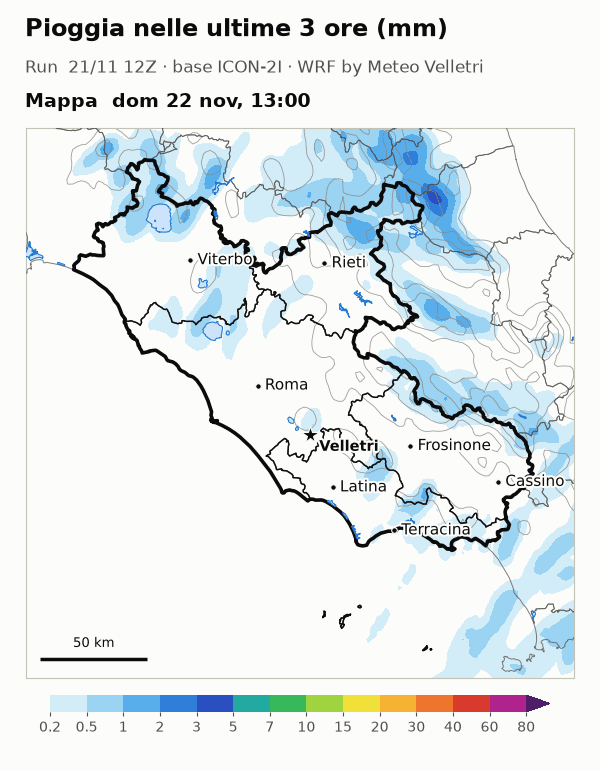 Pioggia nelle ultime 3 ore (mm)
Run  21/11 12Z · base ICON-2I · WRF by Meteo Velletri
Mappa  dom 22 nov, 13:00
Viterbo
Rieti
Roma
Velletri
Frosinone
Latina
Cassino
Terracina
50 km
0.2 0.5 1 2 3 5 7 10 15 20 30 40 60 80